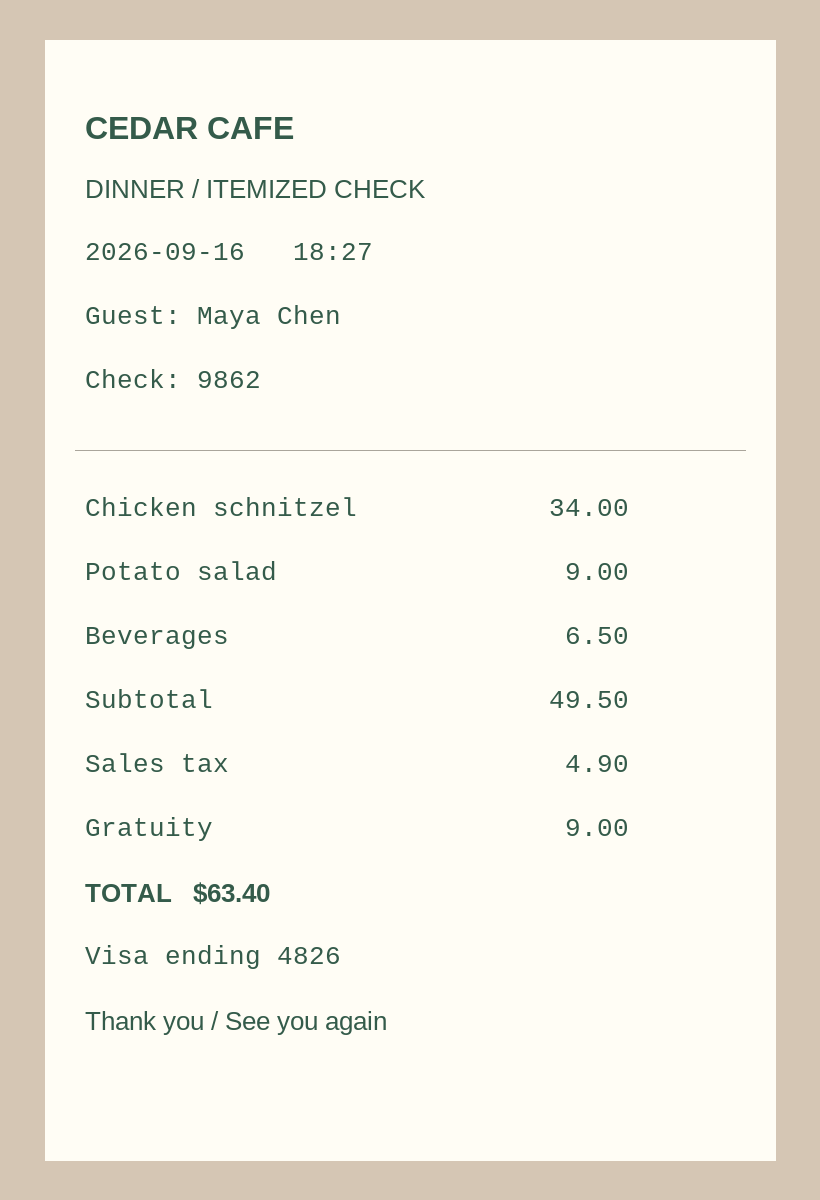 CEDAR CAFE
DINNER / ITEMIZED CHECK
2026-09-16   18:27
Guest: Maya Chen
Check: 9862
Chicken schnitzel 34.00
Potato salad 9.00
Beverages 6.50
Subtotal 49.50
Sales tax 4.90
Gratuity 9.00
TOTAL $63.40
Visa ending 4826
Thank you / See you again